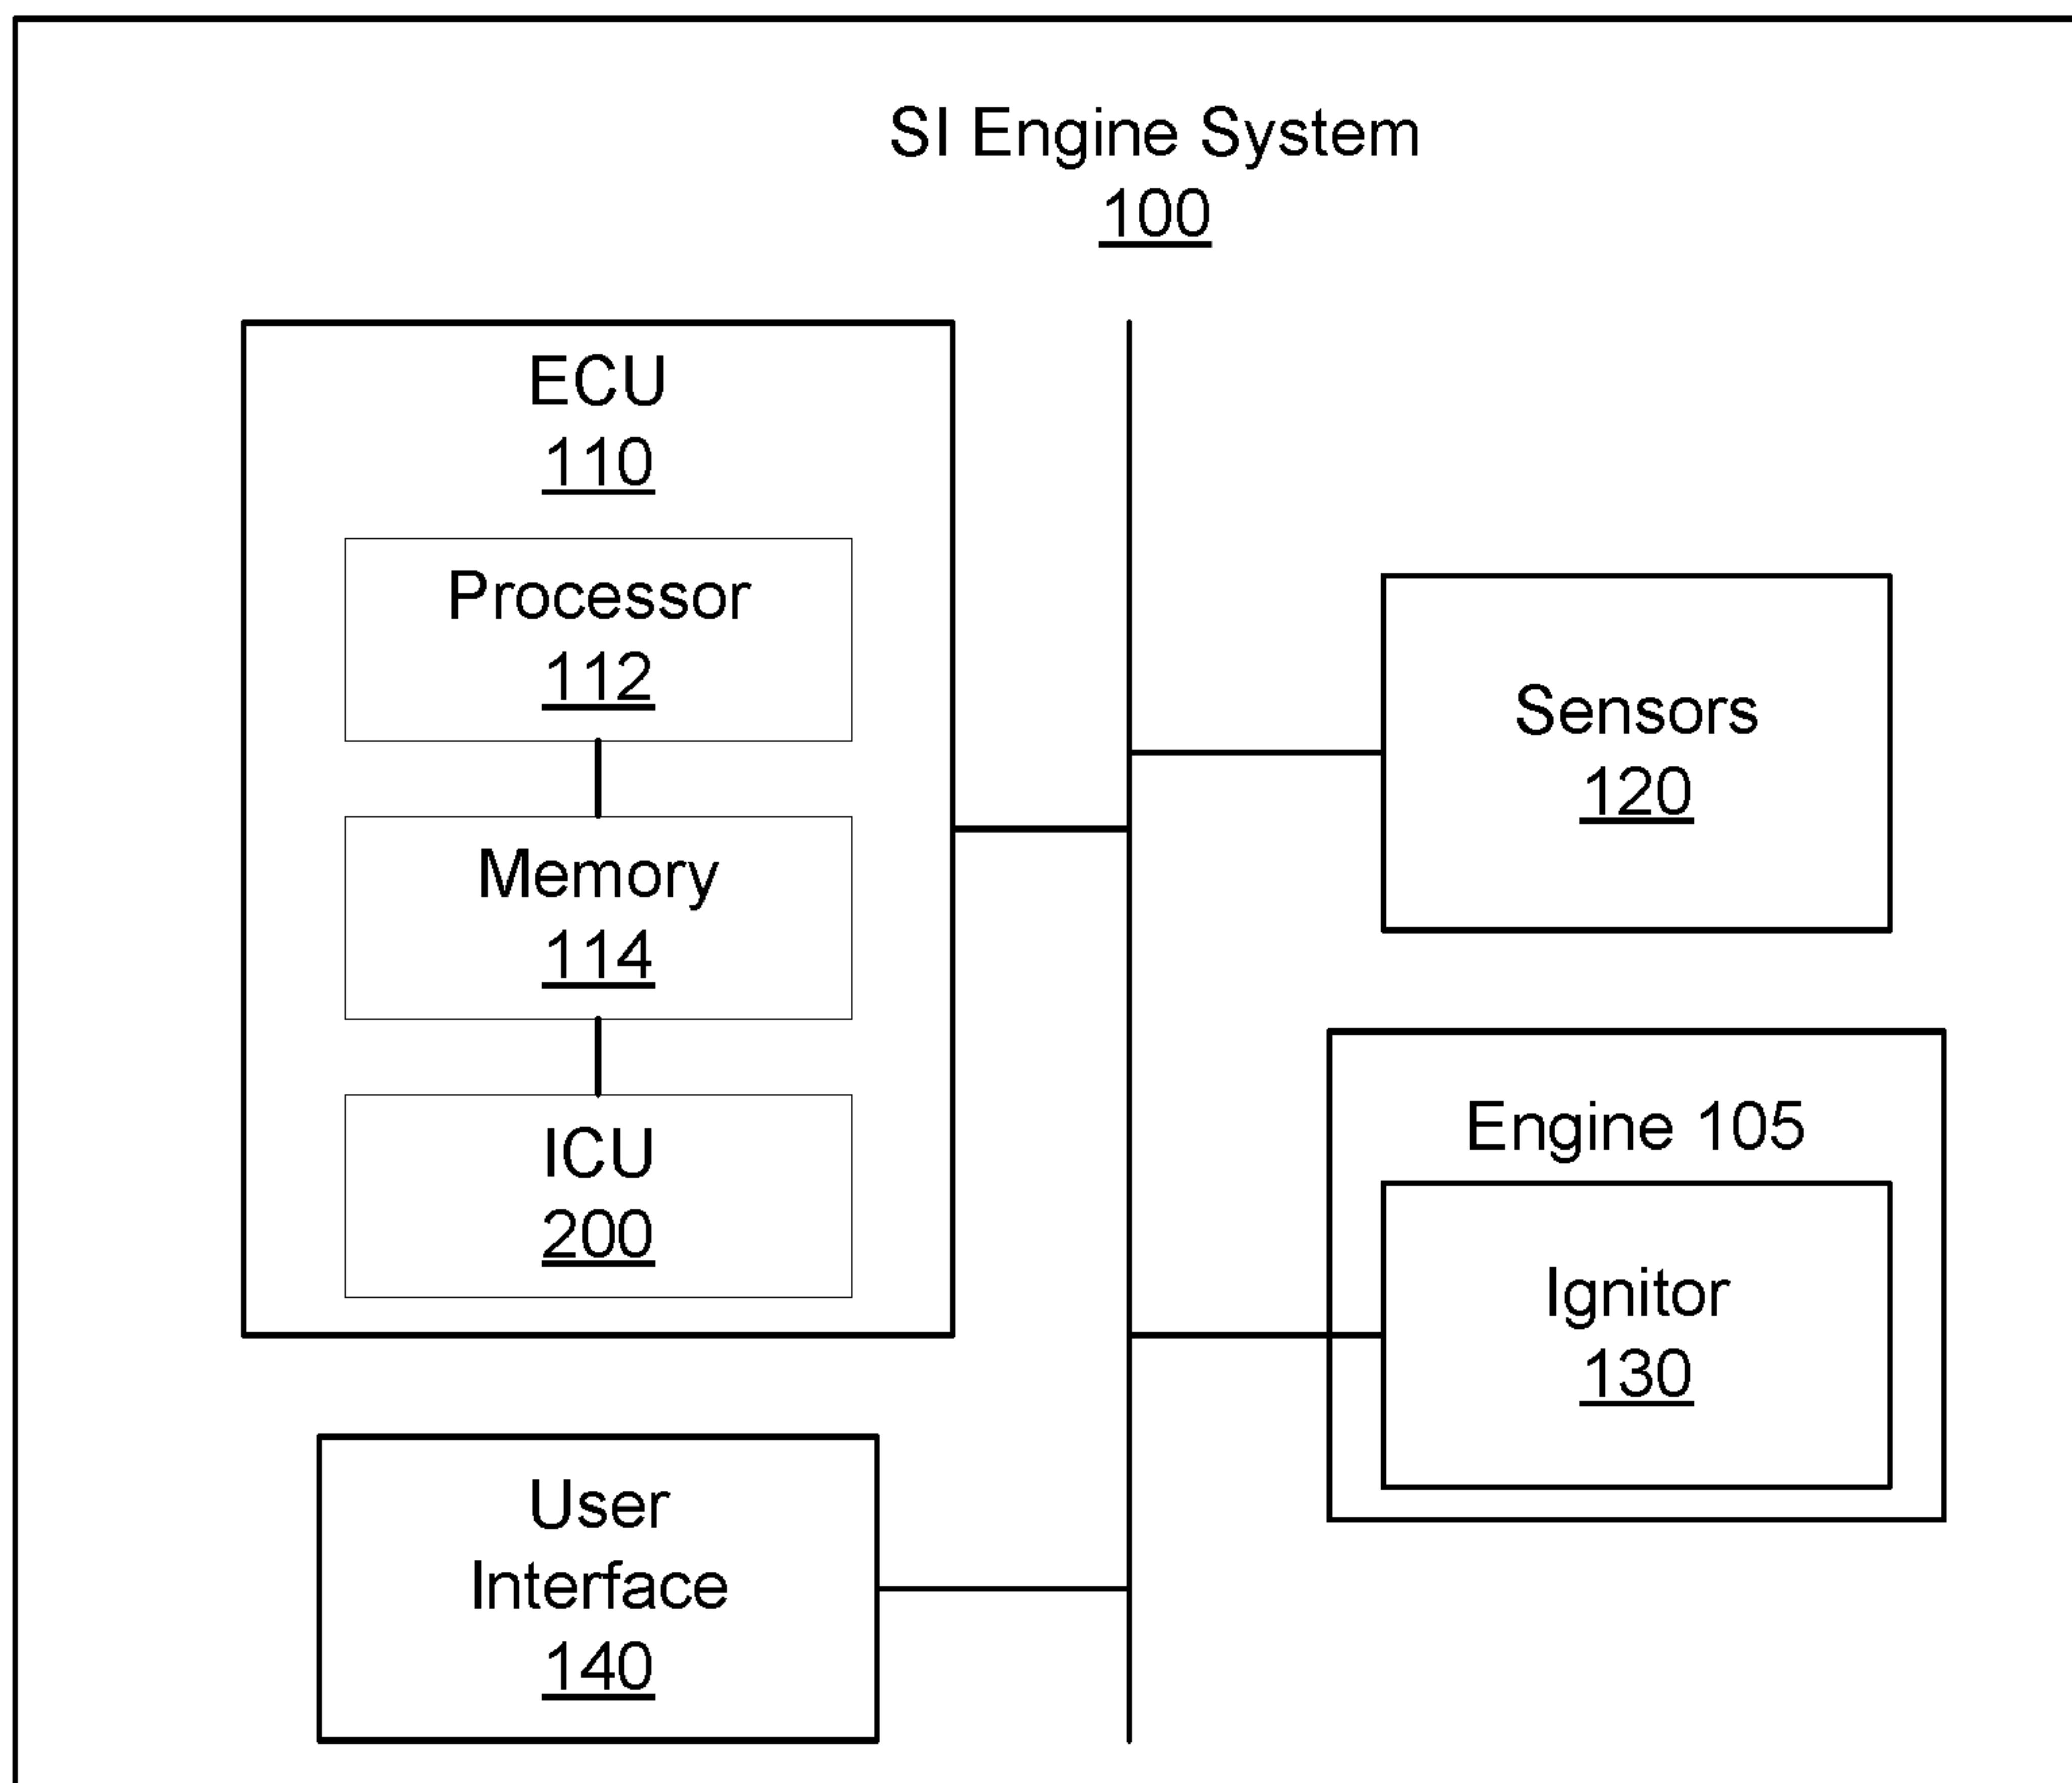 SI Engine System
100
ECU
110
Processor
112
Memory
114
ICU
200
User
Interface
140
Sensors
120
Engine 105
Ignitor
130